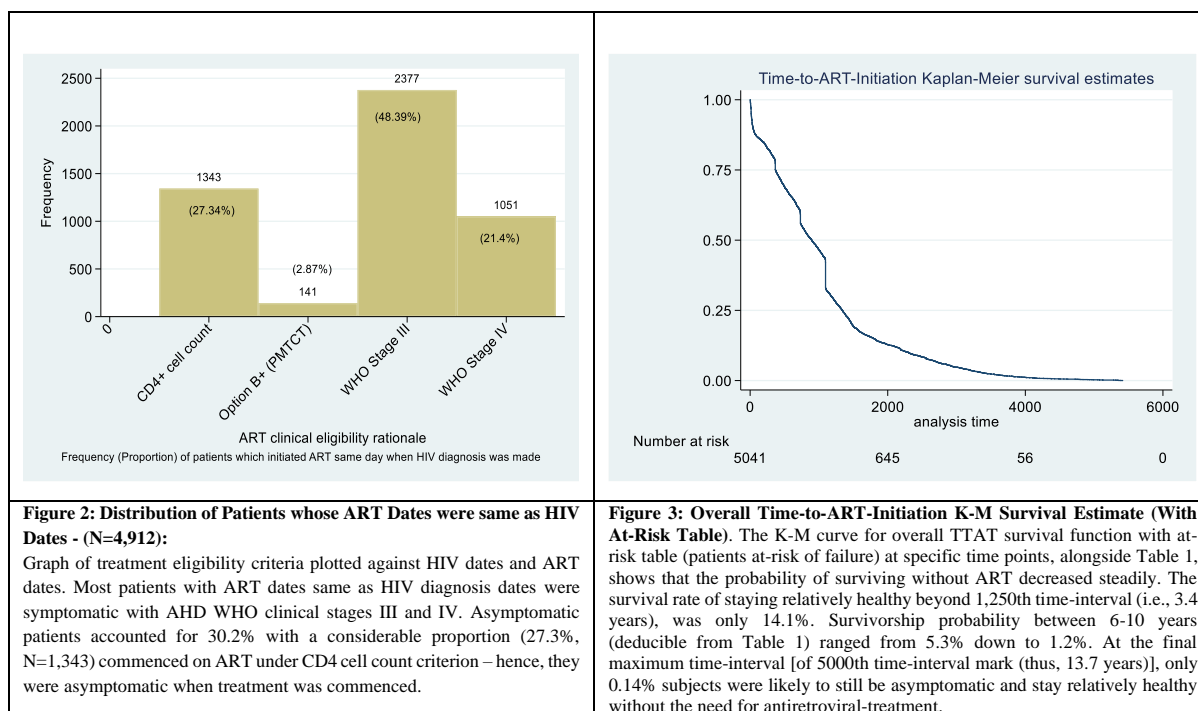 2500
2000
1500
1000
500
0
Frequency
2377
(48.39%)
1343
(27.34%)
1051
(21.4%)
(2.87%)
141
0
CD4+ cell count
Option B+ (PMTCT)
WHO Stage III
WHO Stage IV
ART clinical eligibility rationale
Frequency (Proportion) of patients which initiated ART same day when HIV diagnosis was made
Time-to-ART-Initiation Kaplan-Meier survival estimates
1.00
0.75
0.50
0.25
0.00
0 2000 4000 6000
analysis time
Number at risk
5041 645 56 0
Figure 2: Distribution of Patients whose ART Dates were same as HIV
Dates - (N=4,912):
Graph of treatment eligibility criteria plotted against HIV dates and ART
dates. Most patients with ART dates same as HIV diagnosis dates were
symptomatic with AHD WHO clinical stages III and IV. Asymptomatic
patients accounted for 30.2% with a considerable proportion (27.3%,
N=1,343) commenced on ART under CD4 cell count criterion – hence, they
were asymptomatic when treatment was commenced.
Figure 3: Overall Time-to-ART-Initiation K-M Survival Estimate (With
At-Risk Table). The K-M curve for overall TTAT survival function with at-
risk table (patients at-risk of failure) at specific time points, alongside Table 1,
shows that the probability of surviving without ART decreased steadily. The
survival rate of staying relatively healthy beyond 1,250th time-interval (i.e., 3.4
years), was only 14.1%. Survivorship probability between 6-10 years
(deducible from Table 1) ranged from 5.3% down to 1.2%. At the final
maximum time-interval [of 5000th time-interval mark (thus, 13.7 years)], only
0.14% subjects were likely to still be asymptomatic and stay relatively healthy
without the need for antiretroviral-treatment.